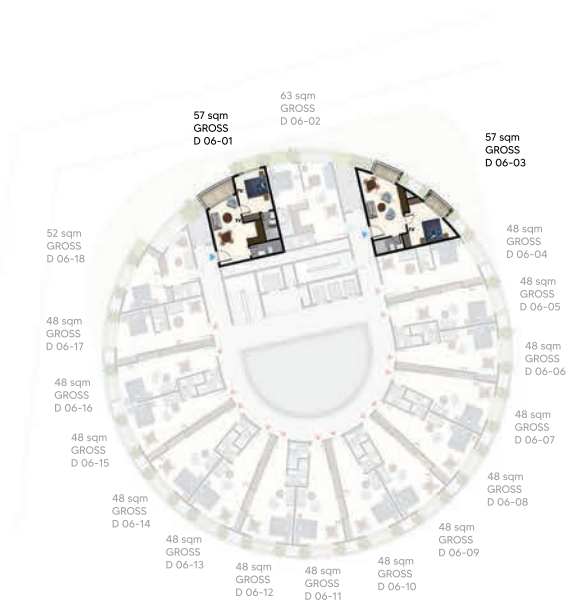 63 sqm
GROSS
D 06-02
57 sqm
GROSS
D 06-01
57 sqm
GROSS
D 06-03
52 sqm
GROSS
D 06-18
48 sqm
GROSS
D 06-04
48 sqm
GROSS
D 06-05
48 sqm
GROSS
D 06-17
48 sqm
GROSS
D 06-06
48 sqm
GROSS
D 06-16
48 sqm
GROSS
D 06-07
48 sqm
GROSS
D 06-15
48 sqm
GROSS
D 06-08
48 sqm
GROSS
D 06-14
48 sqm
GROSS
D 06-09
48 sqm
GROSS
D 06-13
48 sqm
GROSS
D 06-10
48 sqm
GROSS
D 06-12
48 sqm
GROSS
D 06-11